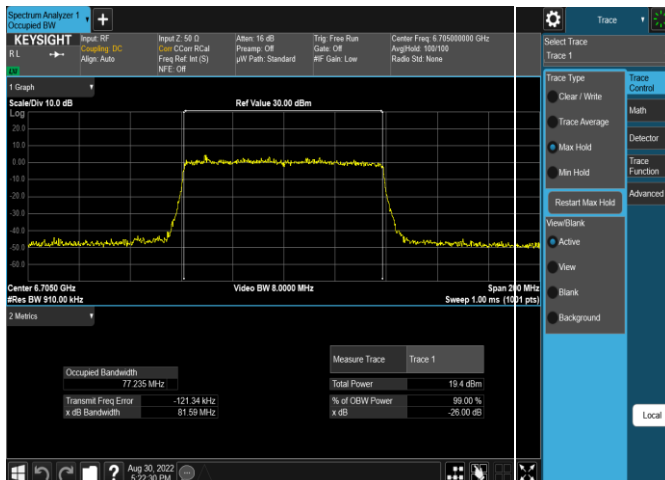 Spectrum Analyzer 1
Occupied BW
+
Trace
KEYSIGHT
Input: RF
Input Z: 50 Ω
Atten: 16 dB
Trig: Free Run
Center Freq: 6.705000000 GHz
R L
Coupling: DC
Corr CCorr RCal
Preamp: Off
Gate: Off
Avg|Hold: 100/100
Align: Auto
Freq Ref: Int (S)
µW Path: Standard
#IF Gain: Low
Radio Std: None
NFE: Off
Select Trace
Trace 1
1 Graph
Scale/Div 10.0 dB
Ref Value 30.00 dBm
Log
20.0
10.0
0.00
-10.0
-20.0
-30.0
-40.0
-50.0
-60.0
Center 6.7050 GHz
Video BW 8.0000 MHz
Span 200 MHz
#Res BW 910.00 kHz
Sweep 1.00 ms (1001 pts)
2 Metrics
Measure Trace
Trace 1
Occupied Bandwidth
77.235 MHz
Total Power
19.4 dBm
Transmit Freq Error
-121.34 kHz
% of OBW Power
99.00 %
x dB Bandwidth
81.59 MHz
x dB
-26.00 dB
Trace Type
Clear / Write
Trace Average
Max Hold
Min Hold
Restart Max Hold
View/Blank
Active
View
Blank
Background
Trace
Control
Math
Detector
Trace
Function
Advanced
Local
?
Aug 30, 2022
5:22:30 PM